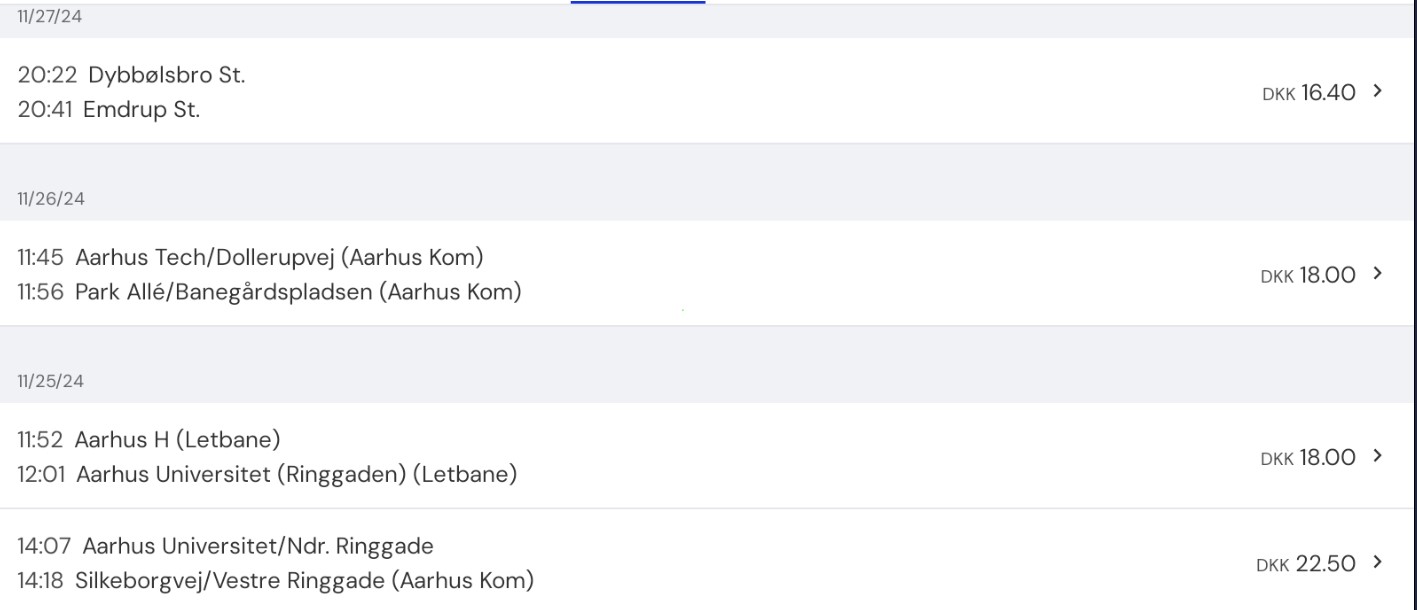 11/27/24
20:22 Dybbølsbro St.
20:41 Emdrup St.
DKK 16.40
11/26/24
11:45 Aarhus Tech/Dollerupvej (Aarhus Kom)
11:56 Park Allé/Banegårdspladsen (Aarhus Kom)
DKK 18.00
11/25/24
11:52 Aarhus H (Letbane)
12:01 Aarhus Universitet (Ringgaden) (Letbane)
DKK 18.00
14:07 Aarhus Universitet/Ndr. Ringgade
14:18 Silkeborgvej/Vestre Ringgade (Aarhus Kom)
DKK 22.50